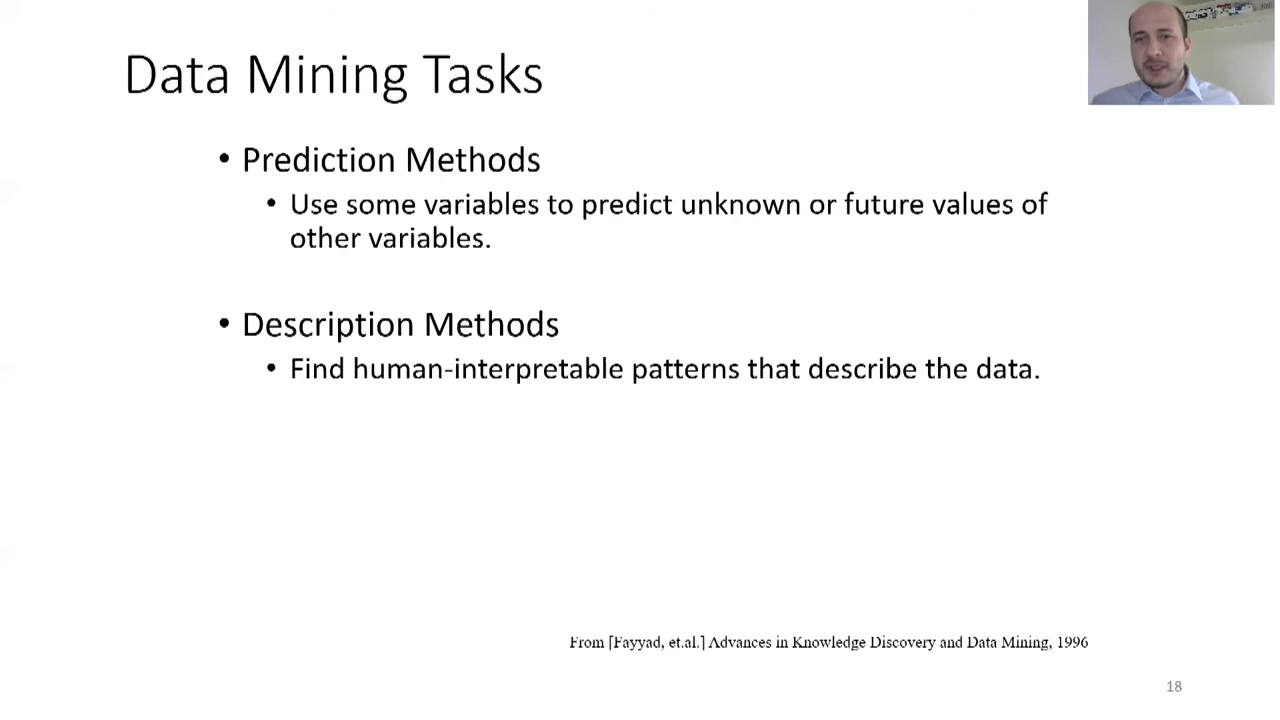 Data Mining Tasks
• Prediction Methods
• Use some variables to predict unknown or future values of
other variables.
• Description Methods
• Find human-interpretable patterns that describe the data.
From [Fayyad, et.al.] Advances in Knowledge Discovery and Data Mining, 1996
18